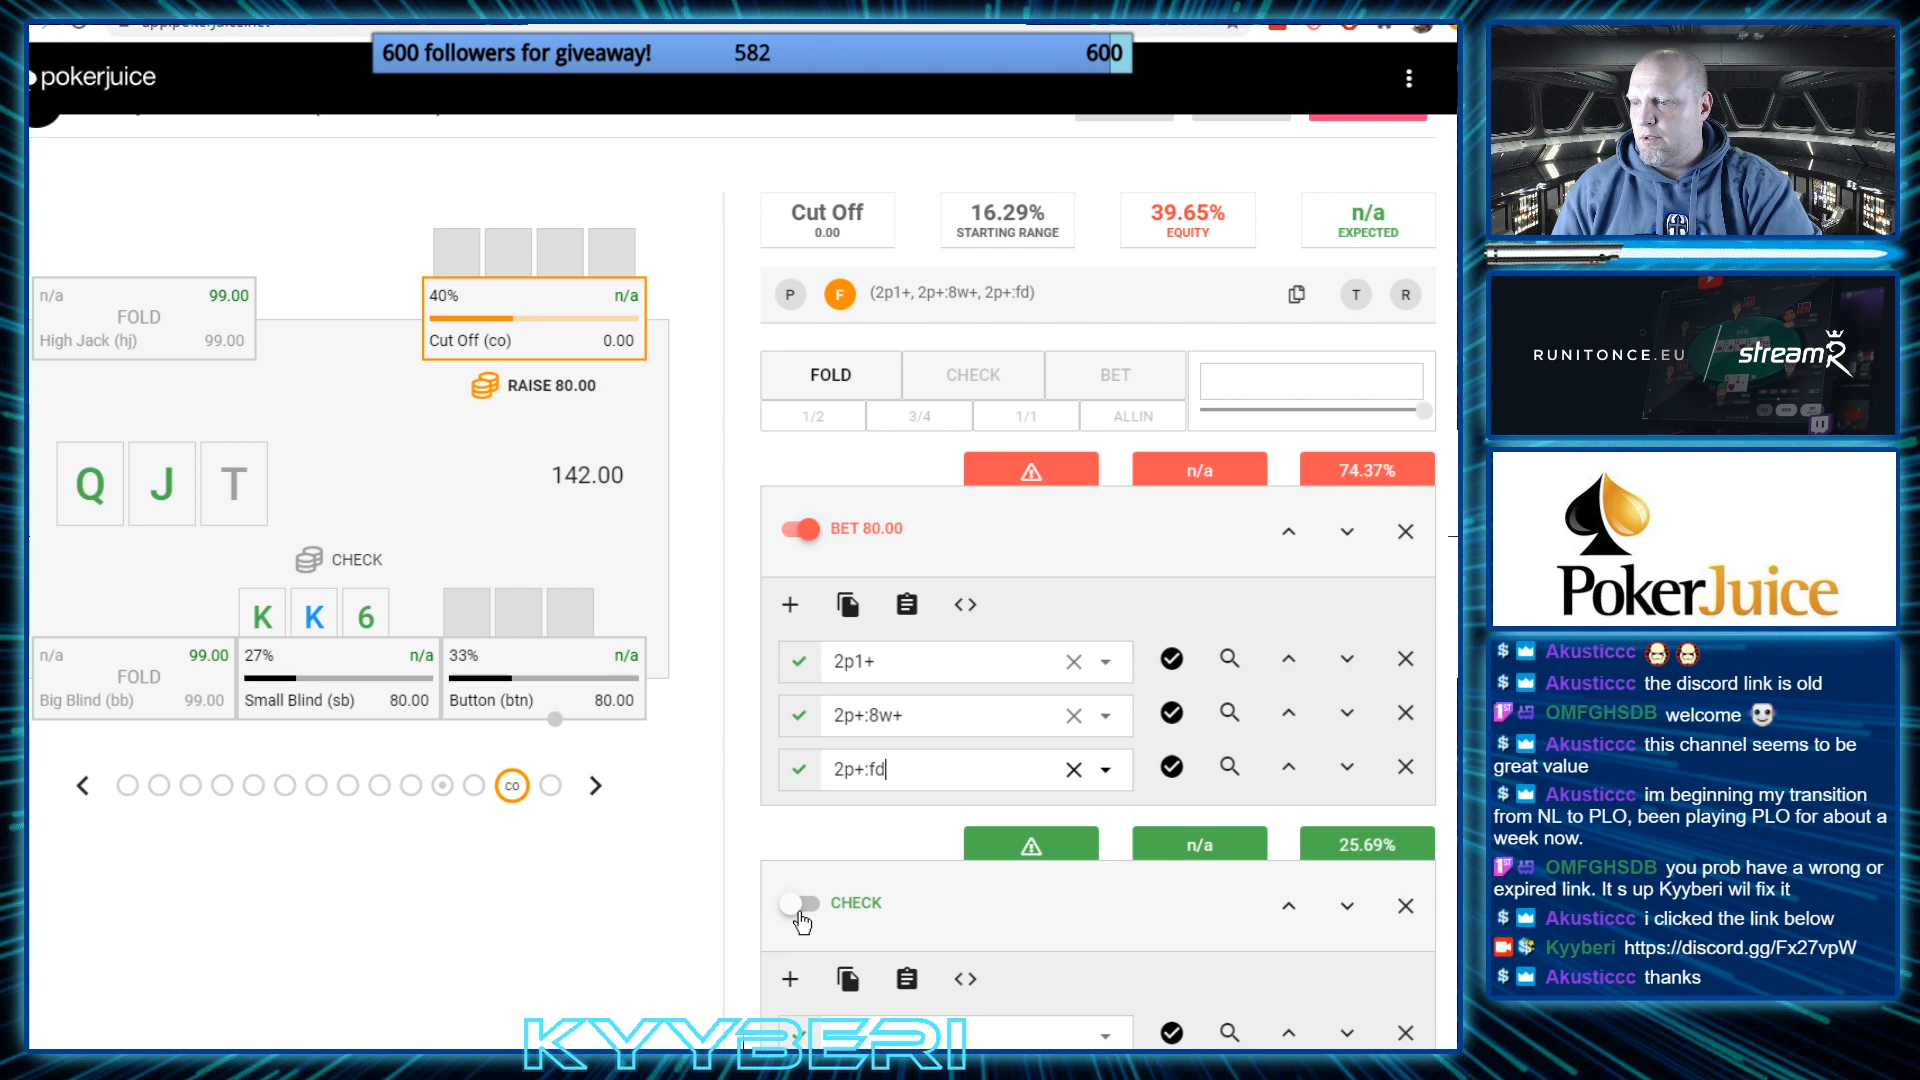 600 followers for giveaway! 582 600
pokerjuice
n/a 99.00
FOLD
High Jack (hj) 99.00
40% n/a
Cut Off (co) 0.00
RAISE 80.00
Q J T
142.00
CHECK
K K 6
n/a 99.00
FOLD
Big Blind (bb) 99.00
27% n/a
Small Blind (sb) 80.00
33% n/a
Button (btn) 80.00
co
Cut Off
0.00
16.29%
STARTING RANGE
39.65%
EQUITY
n/a
EXPECTED
P F (2p1+, 2p+:8w+, 2p+:fd) T R
FOLD CHECK BET
1/2 3/4 1/1 ALLIN
n/a 74.37%
BET 80.00
2p1+
2p+:8w+
2p+:fd
n/a 25.69%
CHECK
KYYBERI
RUNITONCE.EU / streamR
PokerJuice
Akusticcc
Akusticcc the discord link is old
OMFGHSDB welcome
Akusticcc this channel seems to be
great value
Akusticcc im beginning my transition
from NL to PLO, been playing PLO for about a
week now.
OMFGHSDB you prob have a wrong or
expired link. It s up Kyyberi wil fix it
Akusticcc i clicked the link below
Kyyberi https://discord.gg/Fx27vpW
Akusticcc thanks